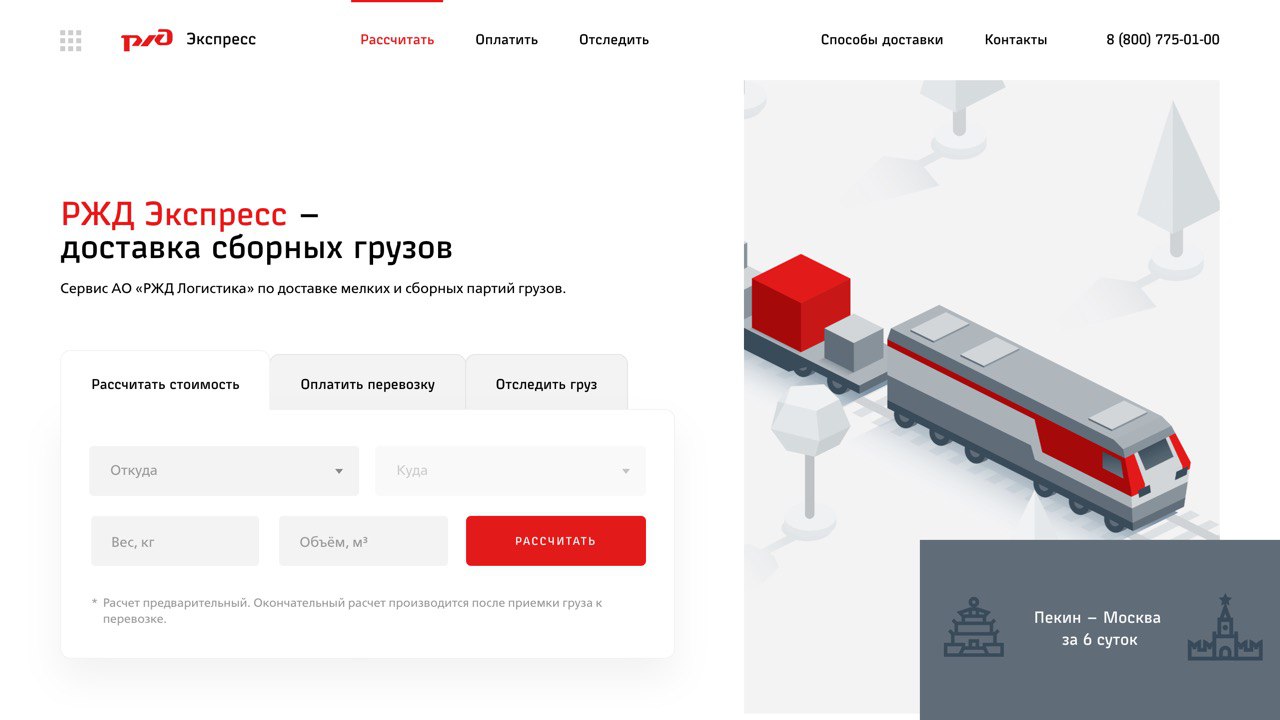 РЖД Экспресс
Рассчитать
Оплатить
Отследить
Способы доставки
Контакты
8 (800) 775-01-00
РЖД Экспресс –
доставка сборных грузов
Сервис АО «РЖД Логистика» по доставке мелких и сборных партий грузов.
Рассчитать стоимость
Оплатить перевозку
Отследить груз
Откуда
Куда
Вес, кг
Объём, м³
РАССЧИТАТЬ
* Расчет предварительный. Окончательный расчет производится после приемки груза к
перевозке.
Пекин – Москва
за 6 суток